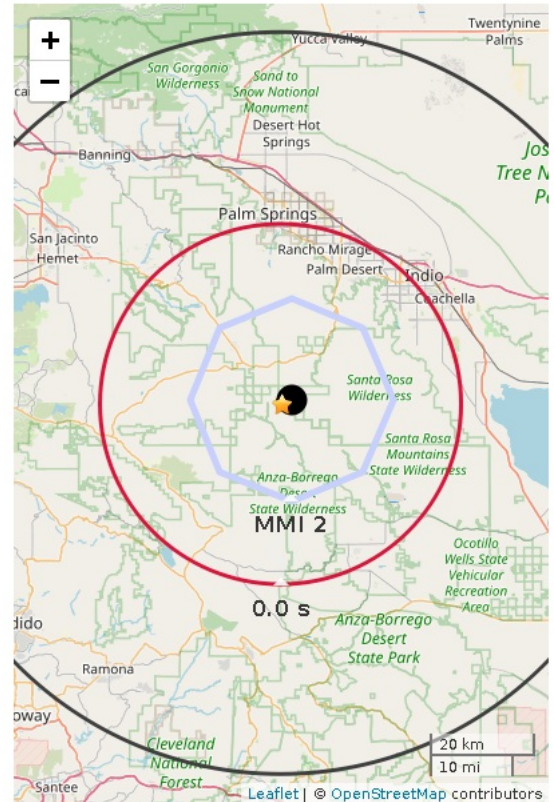 +
−
Twentynine
Palms
Yucca Valley
San Gorgonio
Wilderness
Sand to
Snow National
Monument
Desert Hot
Springs
Banning
Jos
Tree N
Pa
Palm Springs
San Jacinto
Hemet
Rancho Mirage
Palm Desert
Indio
Coachella
Santa Rosa
Wilderness
Santa Rosa
Mountains
State Wilderness
Anza-Borrego
Desert
State Wilderness
MMI 2
Ocotillo
Wells State
Vehicular
Recreation
Area
0.0 s
dido
Anza-Borrego
Desert
State Park
Ramona
oway
Cleveland
National
Forest
Santee
20 km
10 mi
Leaflet | © OpenStreetMap contributors